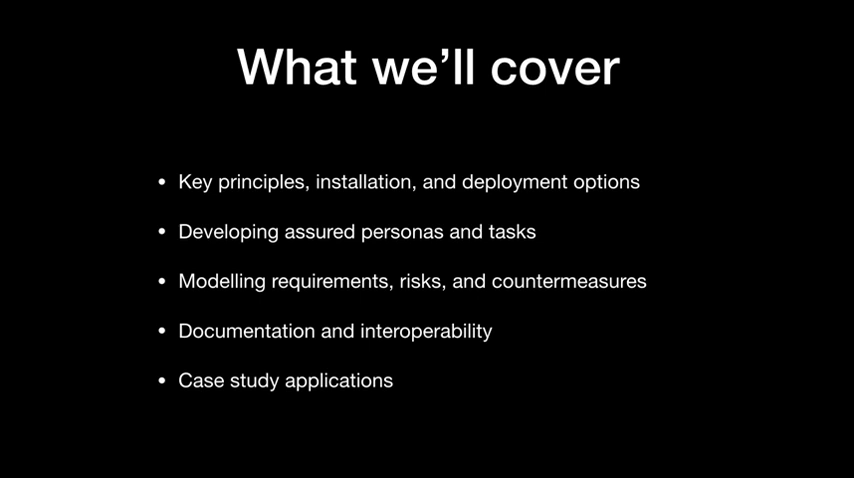 What we’ll cover
• Key principles, installation, and deployment options
• Developing assured personas and tasks
• Modelling requirements, risks, and countermeasures
• Documentation and interoperability
• Case study applications